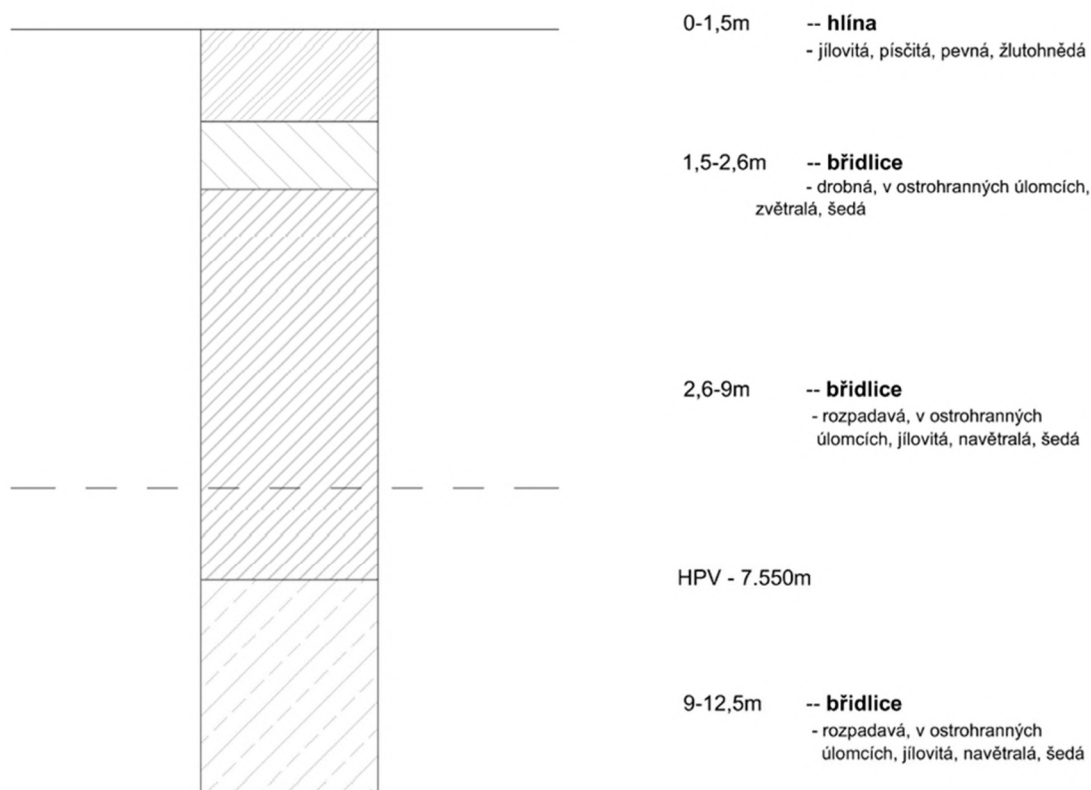 0-1,5m -- hlína
- jílovitá, písčitá, pevná, žlutohnědá
1,5-2,6m -- břidlice
- drobná, v ostrohranných úlomcích,
zvětralá, šedá
2,6-9m -- břidlice
- rozpadavá, v ostrohranných
úlomcích, jílovitá, navětralá, šedá
HPV - 7.550m
9-12,5m -- břidlice
- rozpadavá, v ostrohranných
úlomcích, jílovitá, navětralá, šedá